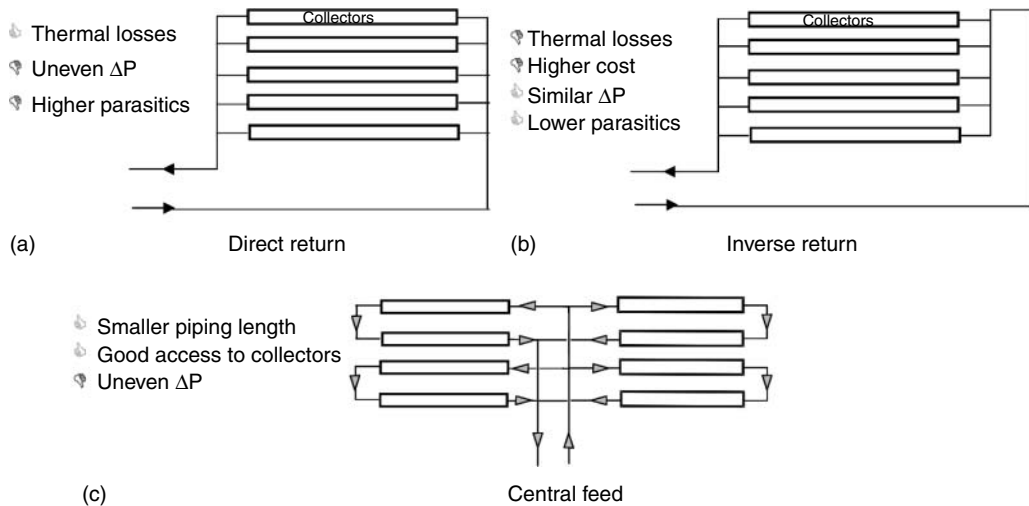 Collectors
Thermal losses
Uneven ΔP
Higher parasitics
(a)
Direct return
Collectors
Thermal losses
Higher cost
Similar ΔP
Lower parasitics
(b)
Inverse return
Smaller piping length
Good access to collectors
Uneven ΔP
(c)
Central feed